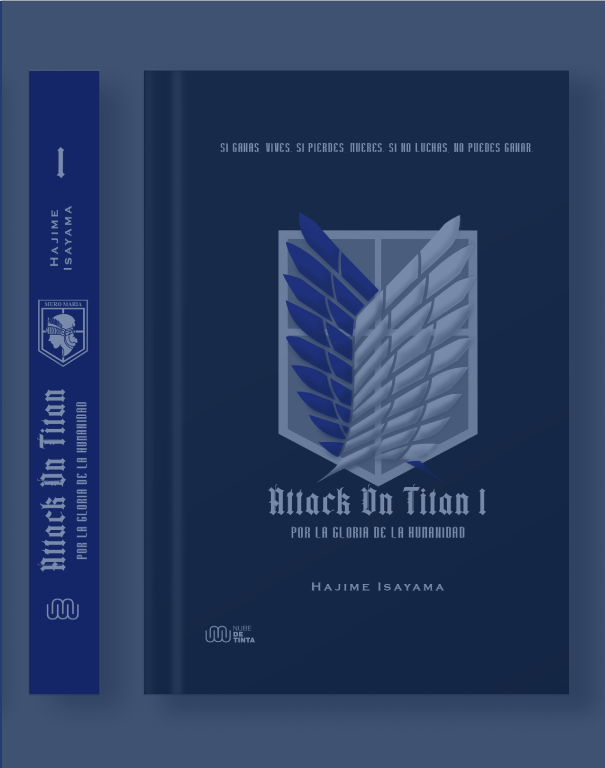 I
HAJIME
ISAYAMA
MURO MARIA
Attack On Titan
POR LA GLORIA DE LA HUMANIDAD
SI GANAS, VIVES. SI PIERDES, MUERES. SI NO LUCHAS, NO PUEDES GANAR.
Attack On Titan I
POR LA GLORIA DE LA HUMANIDAD
HAJIME ISAYAMA
NUBE
DE
TINTA